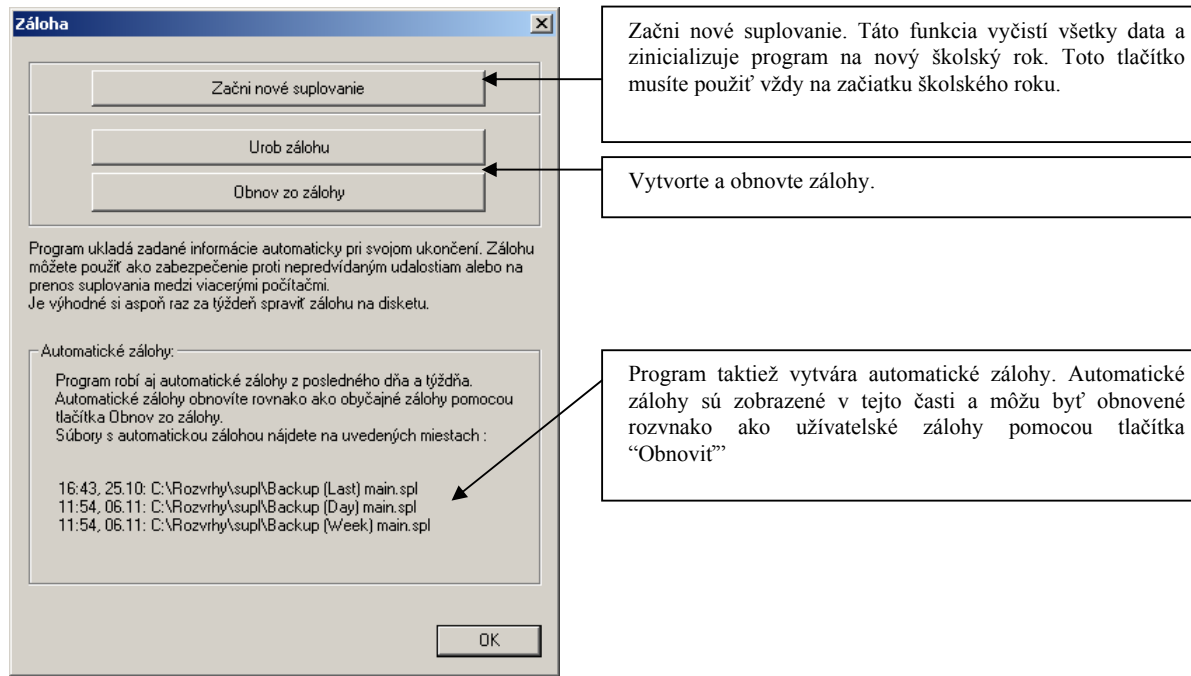 Záloha
Začni nové suplovanie
Urob zálohu
Obnov zo zálohy
Program ukladá zadané informácie automaticky pri svojom ukončení. Zálohu
môžete použiť ako zabezpečenie proti nepredvídaným udalostiam alebo na
prenos suplovania medzi viacerými počítačmi.
Je výhodné si aspoň raz za týždeň spraviť zálohu na disketu.
Automatické zálohy:
Program robí aj automatické zálohy z posledného dňa a týždňa.
Automatické zálohy obnovíte rovnako ako obyčajné zálohy pomocou
tlačítka Obnov zo zálohy.
Súbory s automatickou zálohou nájdete na uvedených miestach :
16:43, 25.10: C:\Rozvrhy\supl\Backup (Last) main.spl
11:54, 06.11: C:\Rozvrhy\supl\Backup (Day) main.spl
11:54, 06.11: C:\Rozvrhy\supl\Backup (Week) main.spl
OK
Začni nové suplovanie. Táto funkcia vyčistí všetky data a
zinicializuje program na nový školský rok. Toto tlačítko
musíte použiť vždy na začiatku školského roku.
Vytvorte a obnovte zálohy.
Program taktiež vytvára automatické zálohy. Automatické
zálohy sú zobrazené v tejto časti a môžu byť obnovené
rozvnako ako užívatelské zálohy pomocou tlačítka
“Obnoviť”’